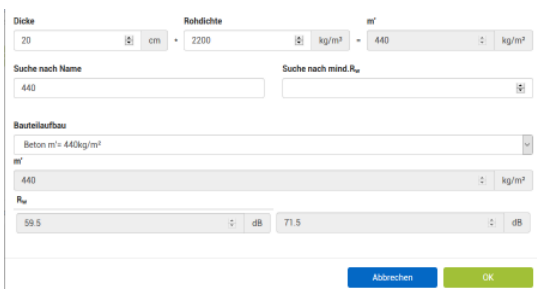 Dicke Rohdichte m'
20 cm * 2200 kg/m³ = 440 kg/m²
Suche nach Name Suche nach mind.Rw
440
Bauteilaufbau
Beton m'= 440kg/m²
m'
440 kg/m²
Rw
59.5 dB 71.5 dB
Abbrechen OK